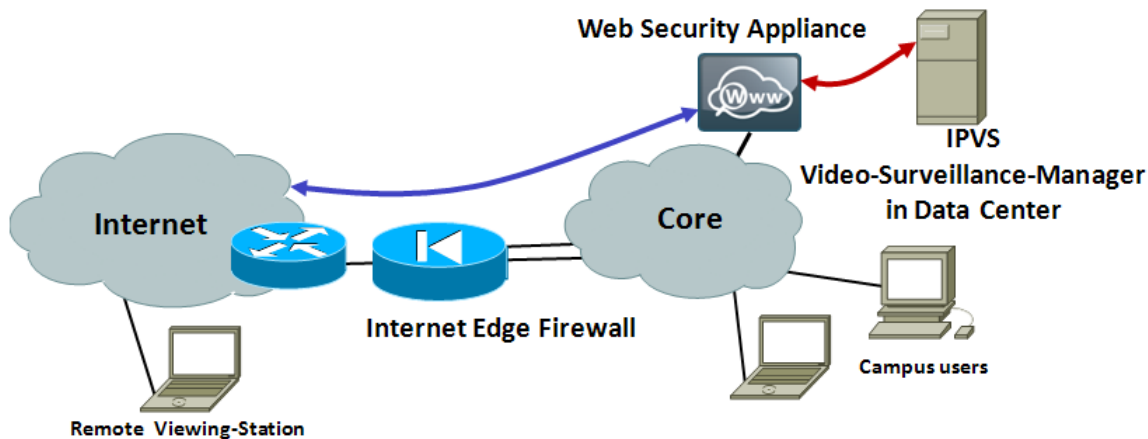 Web Security Appliance
Www
IPVS
Video-Surveillance-Manager
in Data Center
Internet
Core
Internet Edge Firewall
Campus users
Remote Viewing-Station